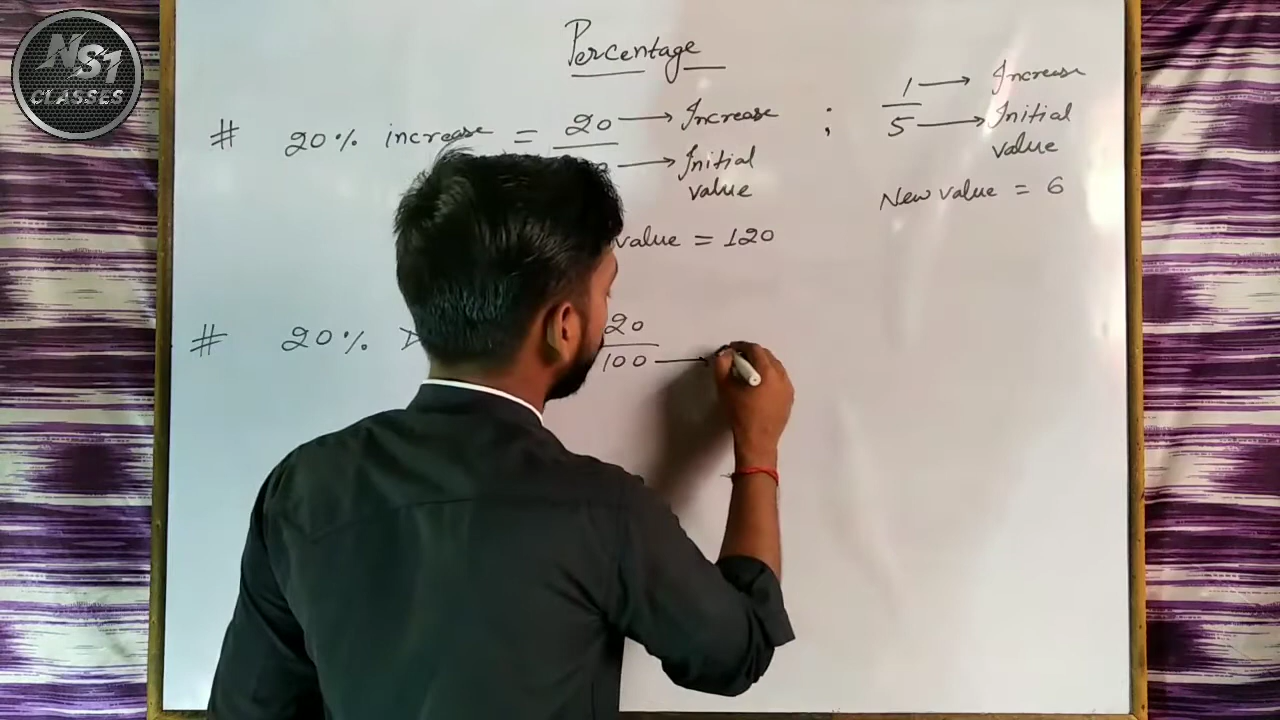 NS1
CLASSES
Percentage
# 20% increase = 20 → Increase ; 1 → Increase
→ Initial value 5 → Initial value
value = 120 New value = 6
# 20% D 20
100 →